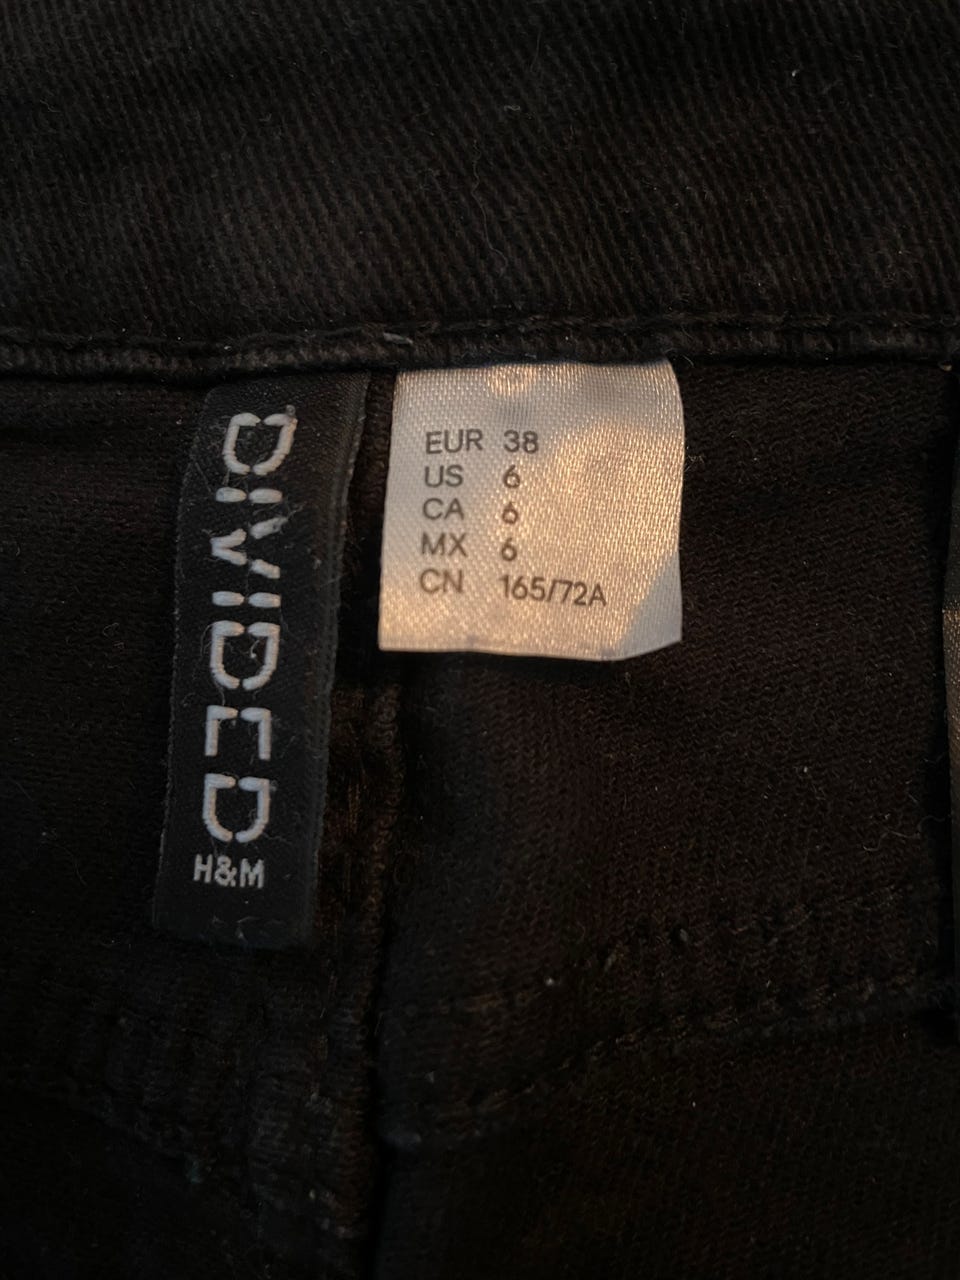 DIVIDED
H&M
EUR 38
US 6
CA 6
MX 6
CN 165/72A